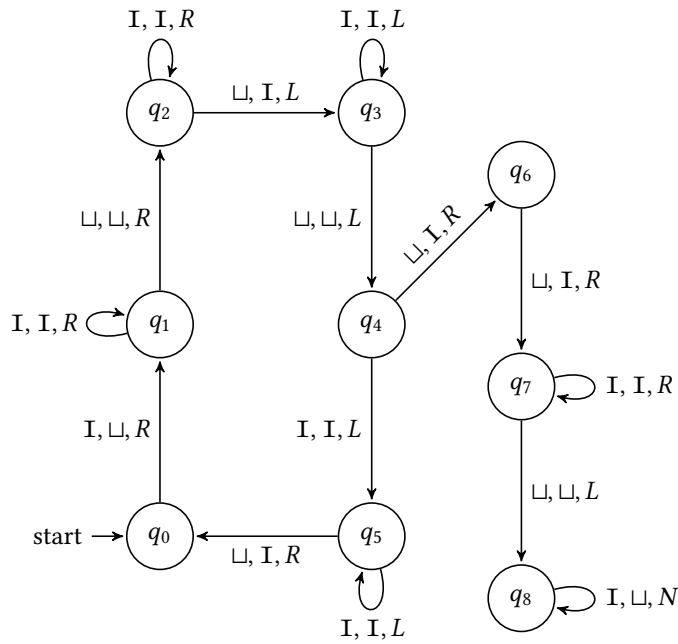 I, I, R
I, I, L
⊔, I, L
q2
q3
q6
⊔, ⊔, R
⊔, ⊔, L
⊔, I, R
⊔, I, R
I, I, R
q1
q4
q7
I, I, R
I, ⊔, R
I, I, L
⊔, ⊔, L
start
q0
q5
⊔, I, R
q8
I, ⊔, N
I, I, L